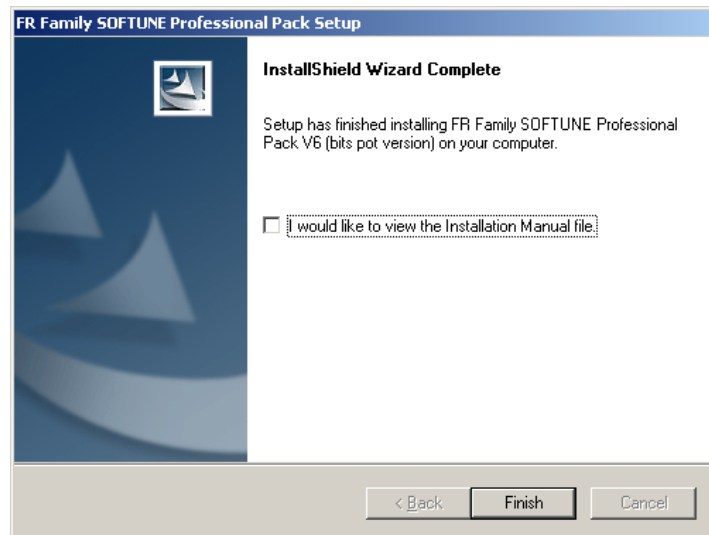 FR Family SOFTUNE Professional Pack Setup
InstallShield Wizard Complete
Setup has finished installing FR Family SOFTUNE Professional
Pack V6 (bits pot version) on your computer.
I would like to view the Installation Manual file.
< Back
Finish
Cancel